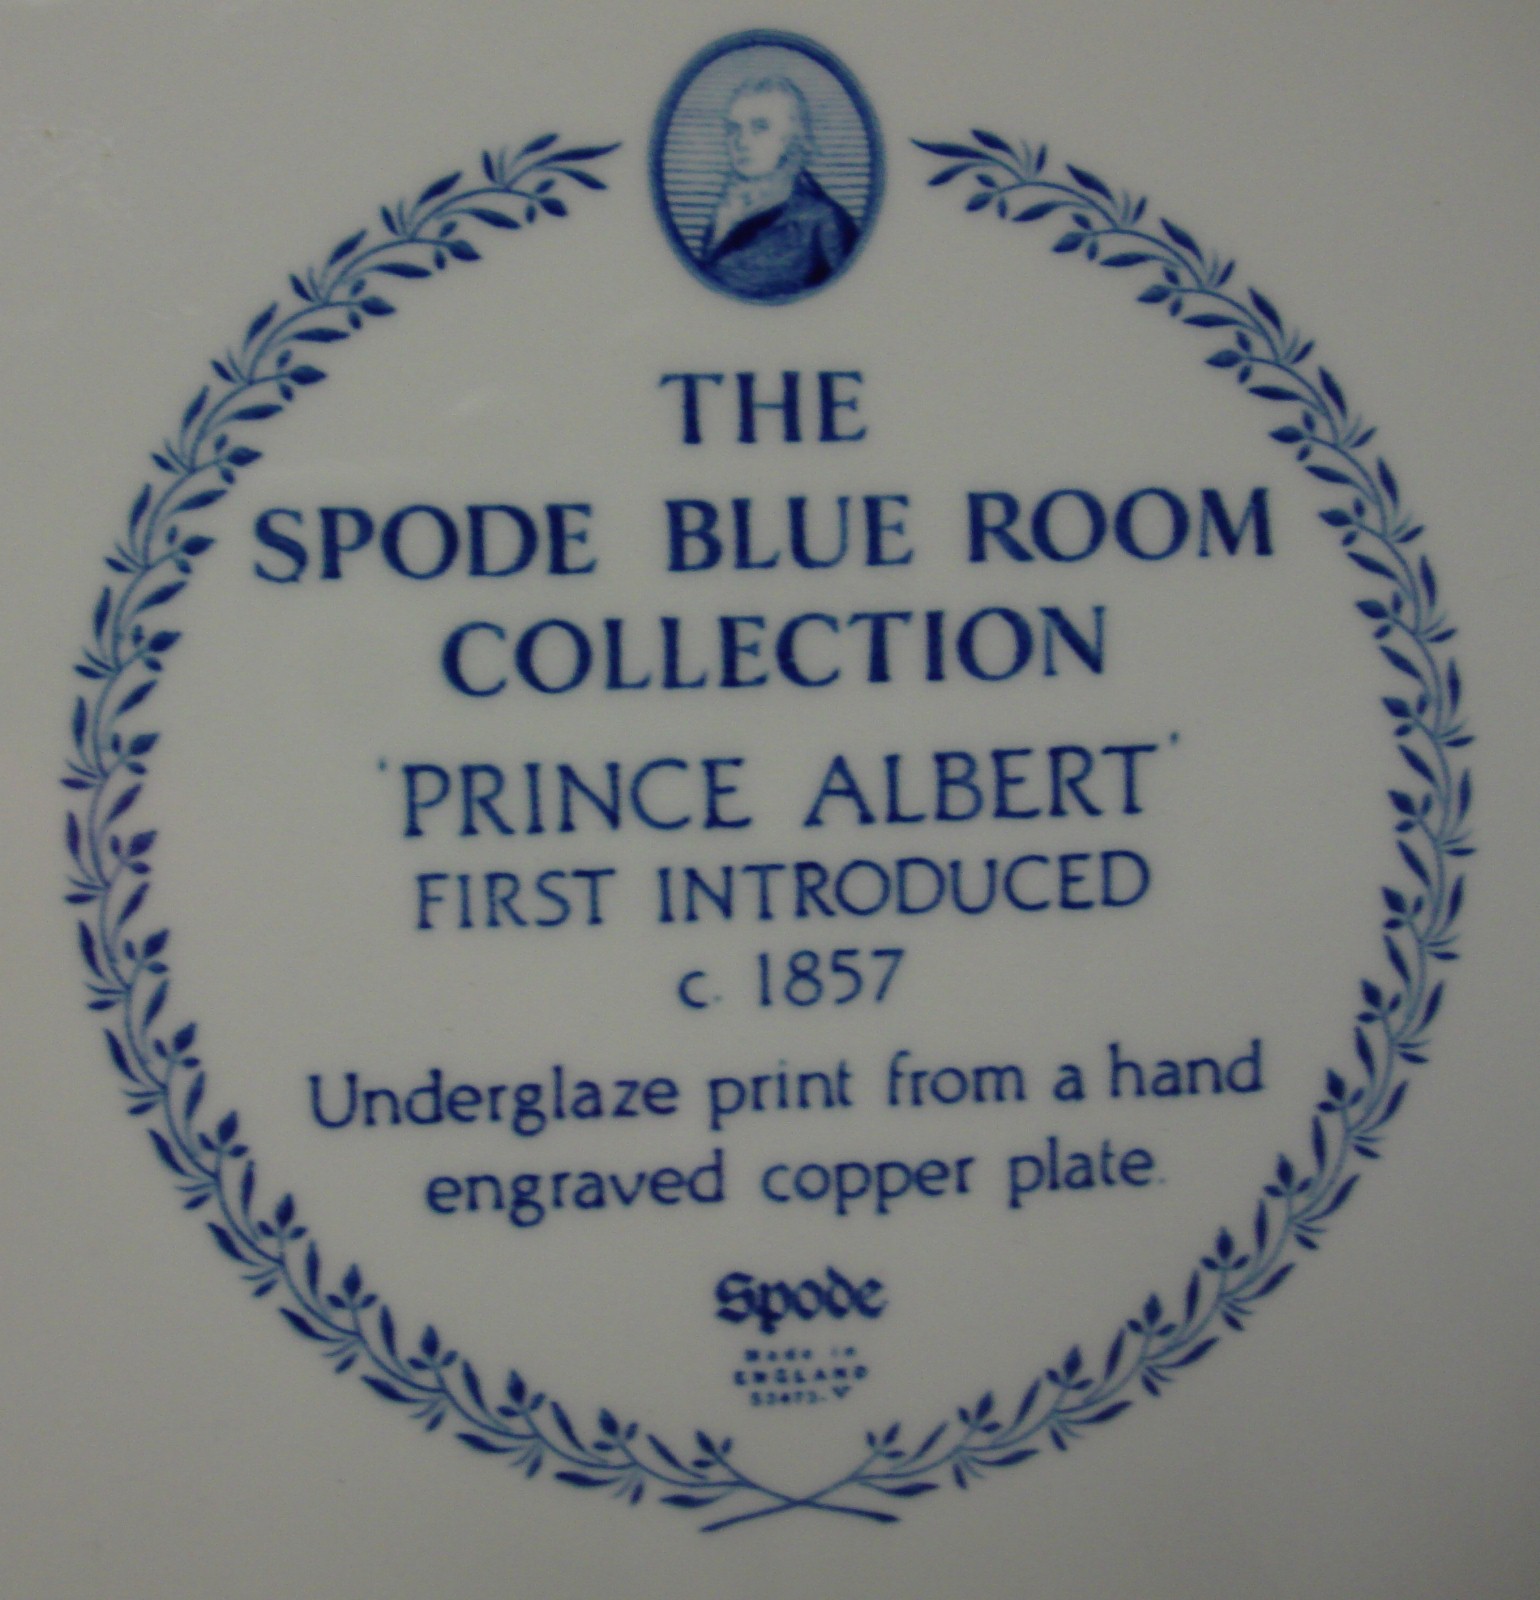 THE
SPODE BLUE ROOM
COLLECTION
'PRINCE ALBERT'
FIRST INTRODUCED
c. 1857
Underglaze print from a hand
engraved copper plate.
Spode
Made in
ENGLAND